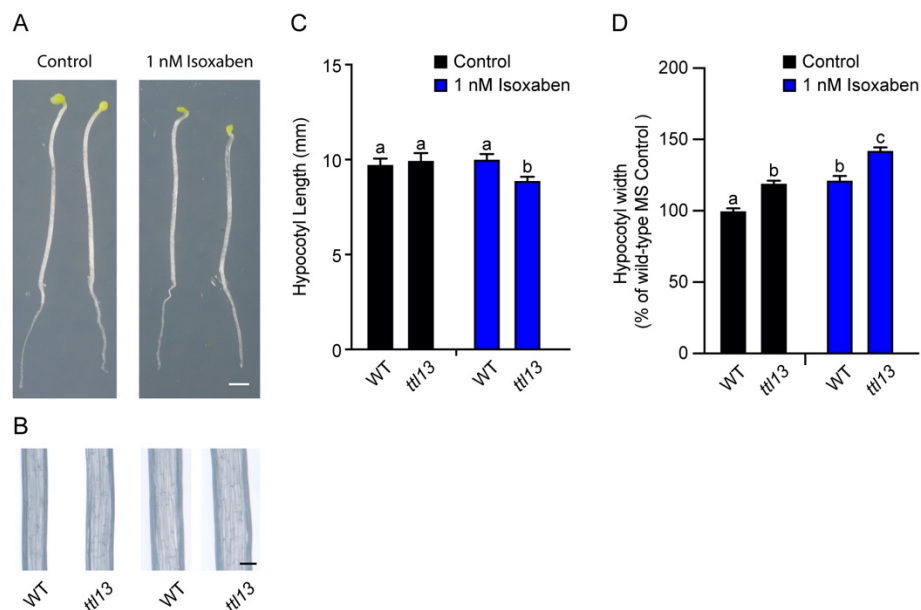 A
Control
1 nM Isoxaben
B
WT
ttl13
WT
ttl13
C
Control
1 nM Isoxaben
Hypocotyl Length (mm)
15
10
5
0
a
a
a
b
WT
ttl13
WT
ttl13
D
Control
1 nM Isoxaben
Hypocotyl width
(% of wild-type MS Control )
200
150
100
50
0
a
b
b
c
WT
ttl13
WT
ttl13